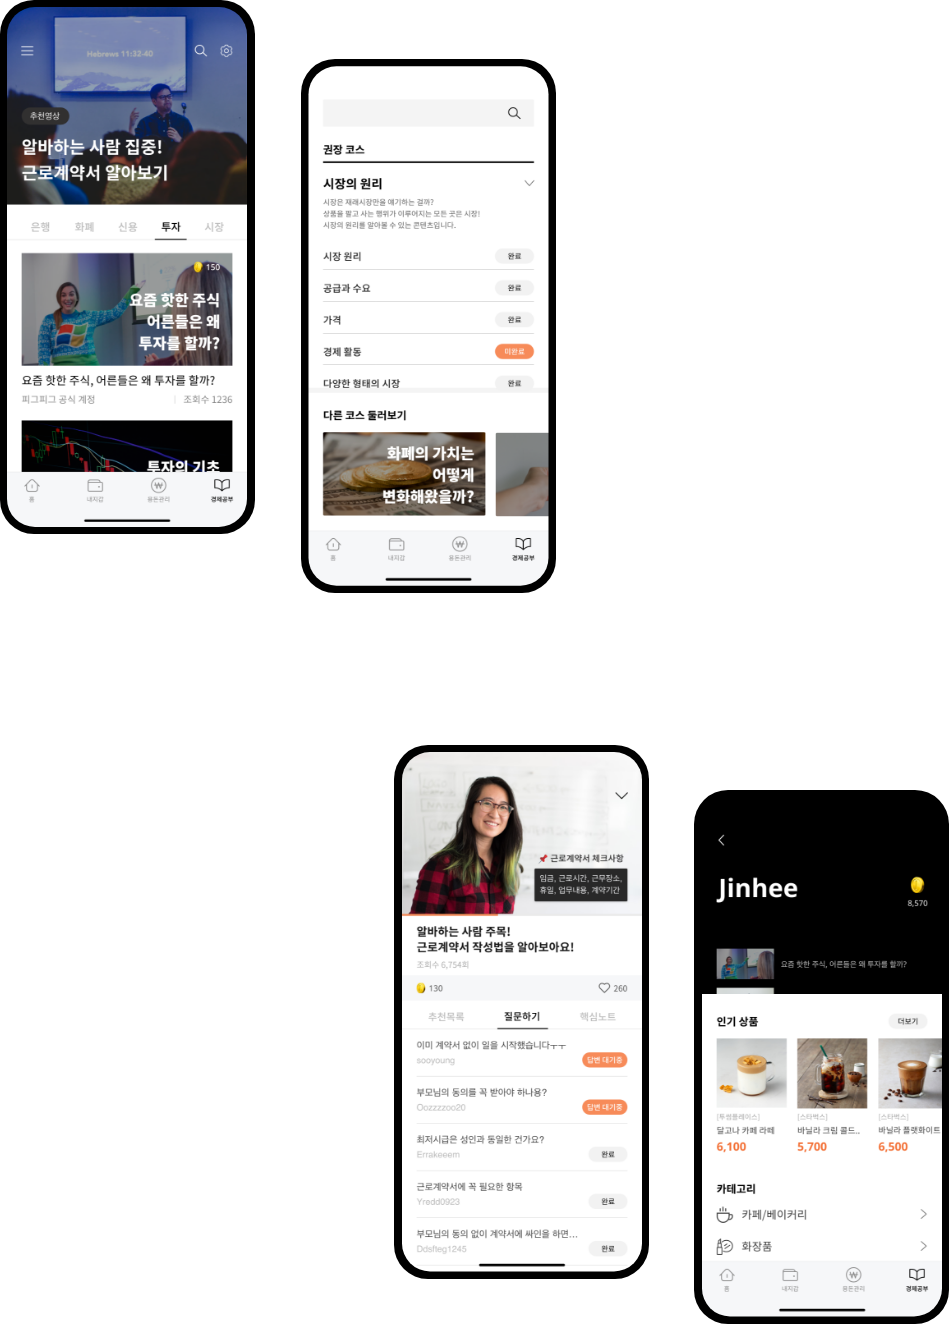 Hebrews 11:32-40
추천영상
알바하는 사람 집중!
근로계약서 알아보기
은행 화폐 신용 투자 시장
150
요즘 핫한 주식
어른들은 왜
투자를 할까?
요즘 핫한 주식, 어른들은 왜 투자를 할까?
피그피그 공식 계정 조회수 1236
투자의 기초
홈 내지갑 용돈관리 경제공부
권장 코스
시장의 원리
시장은 재래시장만을 얘기하는 걸까?
상품을 팔고 사는 행위가 이루어지는 모든 곳은 시장!
시장의 원리를 알아볼 수 있는 콘텐츠입니다.
시장 원리 완료
공급과 수요 완료
가격 완료
경제 활동 미완료
다양한 형태의 시장 완료
다른 코스 둘러보기
화폐의 가치는
어떻게
변화해왔을까?
홈 내지갑 용돈관리 경제공부
📌 근로계약서 체크사항
임금, 근로시간, 근무장소,
휴일, 업무내용, 계약기간
알바하는 사람 주목!
근로계약서 작성법을 알아보아요!
조회수 6,754회
130 260
추천목록 질문하기 핵심노트
이미 계약서 없이 일을 시작했습니다ㅜㅜ
sooyoung 답변 대기중
부모님의 동의를 꼭 받아야 하나용?
Oozzzzoo20 답변 대기중
최저시급은 성인과 동일한 건가요?
Errakeeem 완료
근로계약서에 꼭 필요한 항목
Yredd0923 완료
부모님의 동의 없이 계약서에 싸인을 하면...
Ddsfteg1245 완료
Jinhee
8,570
요즘 핫한 주식, 어른들은 왜 투자를 할까?
인기 상품 더보기
[투썸플레이스] [스타벅스] [스타벅스]
달고나 카페 라떼 바닐라 크림 콜드.. 바닐라 플랫화이트
6,100 5,700 6,500
카테고리
카페/베이커리
화장품
홈 내지갑 용돈관리 경제공부